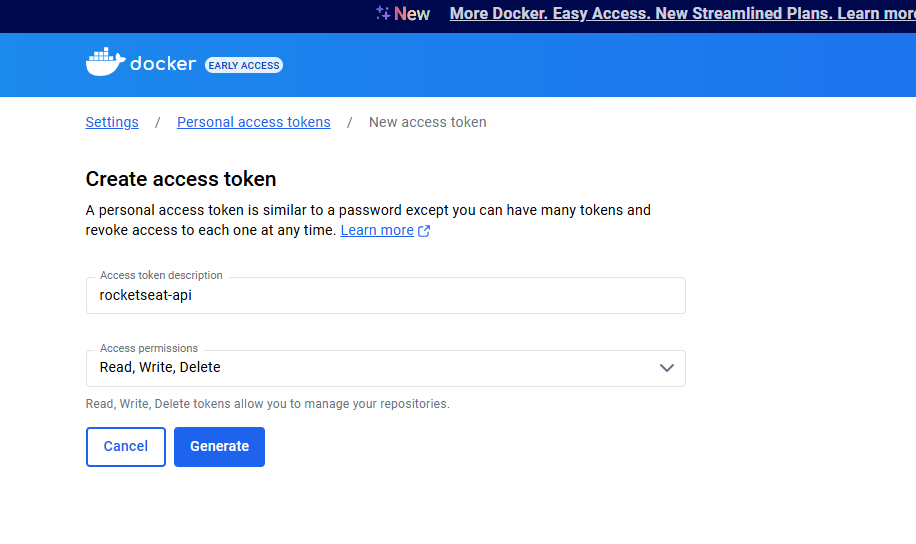 New More Docker. Easy Access. New Streamlined Plans. Learn mor
docker EARLY ACCESS
Settings / Personal access tokens / New access token
Create access token
A personal access token is similar to a password except you can have many tokens and
revoke access to each one at any time. Learn more
Access token description
rocketseat-api
Access permissions
Read, Write, Delete
Read, Write, Delete tokens allow you to manage your repositories.
Cancel Generate